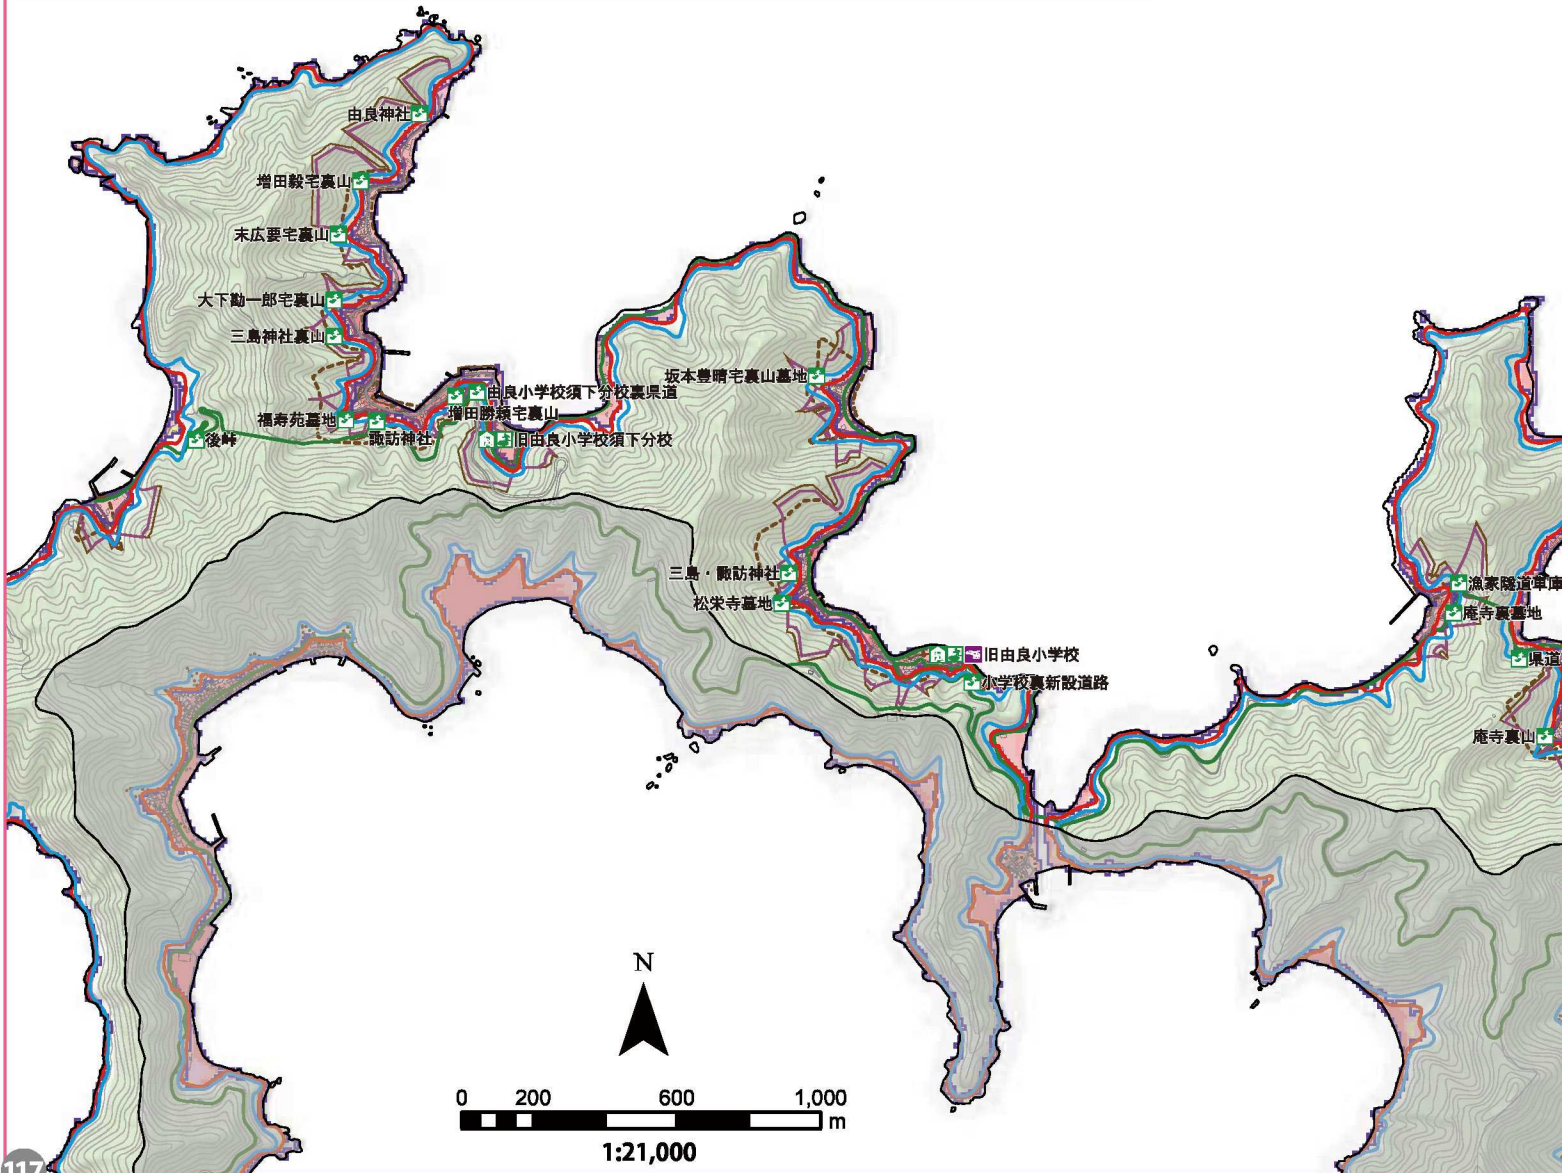 由良神社
増田毅宅裏山
末広要宅裏山
大下勘一郎宅裏山
三島神社裏山
坂本豊晴宅裏山墓地
由良小学校須下分校裏県道
増田勝頼宅裏山
福寿苑墓地
諏訪神社
後峠
旧由良小学校須下分校
三島・諏訪神社
漁家隧道車庫
松栄寺墓地
庵寺裏墓地
旧由良小学校
県道
小学校裏新設道路
庵寺裏山
N
0 200 600 1,000
m
1:21,000
117